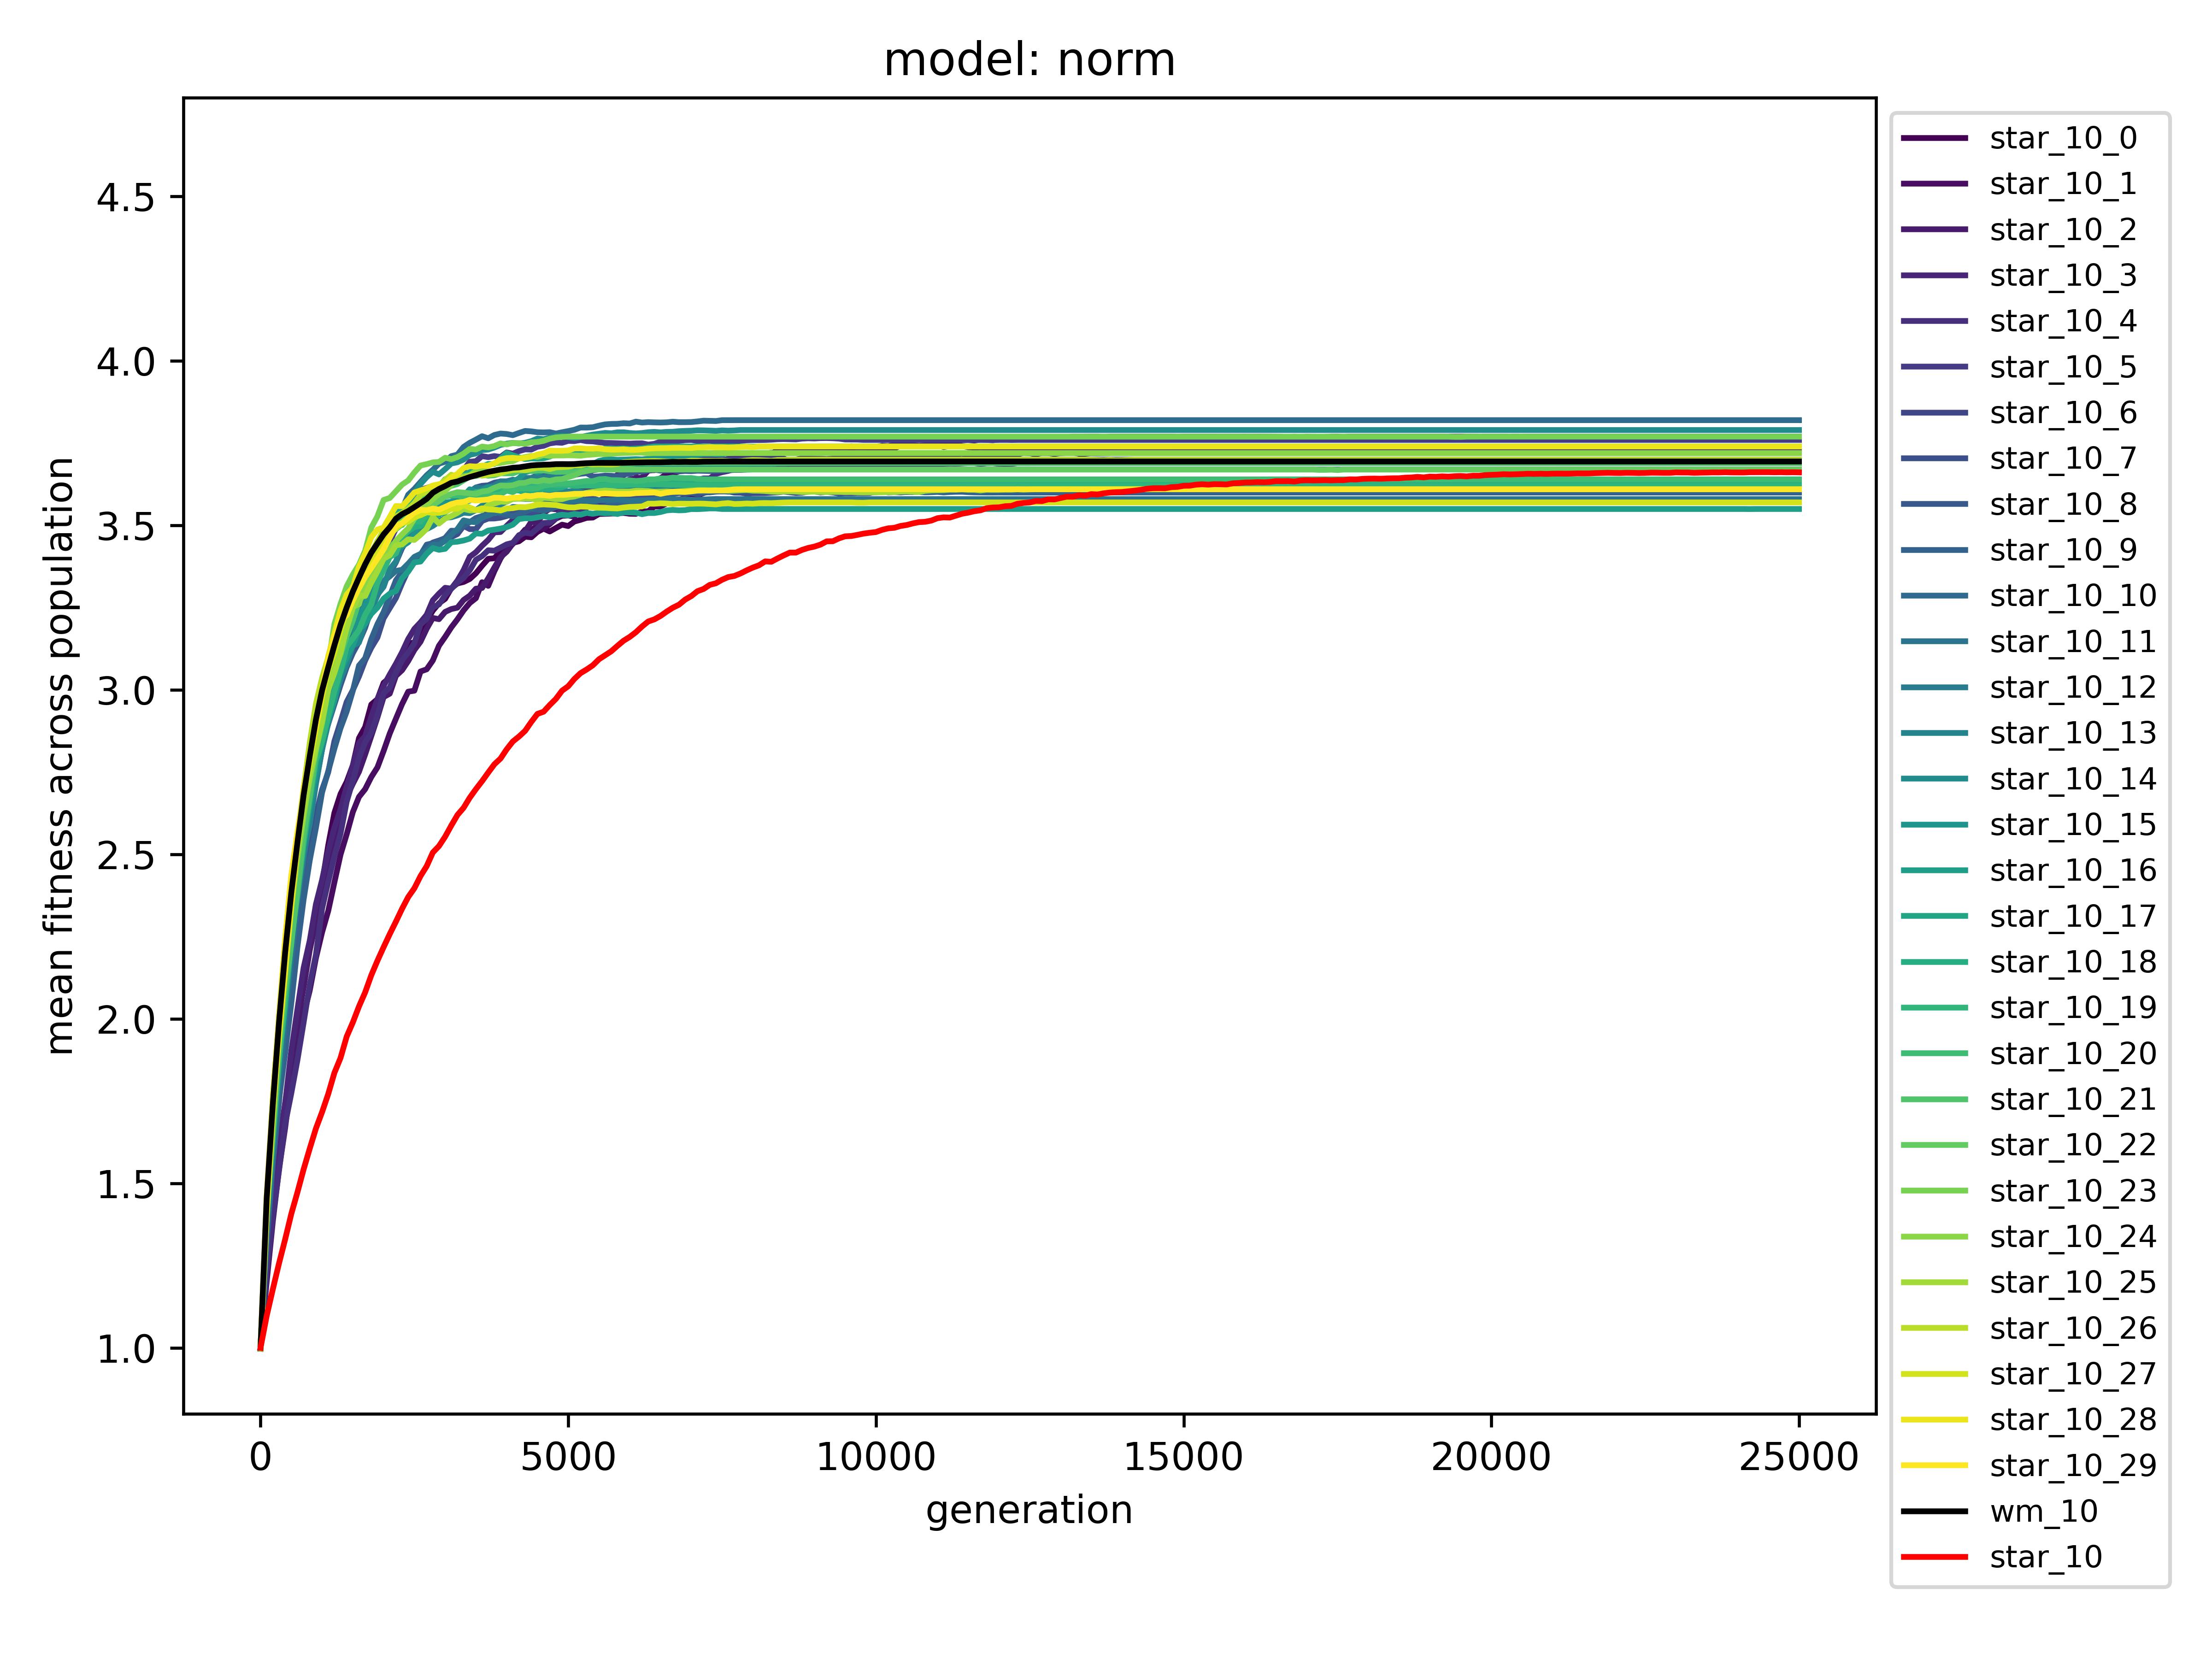 model: norm
mean fitness across population
4.5
4.0
3.5
3.0
2.5
2.0
1.5
1.0
0 5000 10000 15000 20000 25000
generation
star_10_0
star_10_1
star_10_2
star_10_3
star_10_4
star_10_5
star_10_6
star_10_7
star_10_8
star_10_9
star_10_10
star_10_11
star_10_12
star_10_13
star_10_14
star_10_15
star_10_16
star_10_17
star_10_18
star_10_19
star_10_20
star_10_21
star_10_22
star_10_23
star_10_24
star_10_25
star_10_26
star_10_27
star_10_28
star_10_29
wm_10
star_10